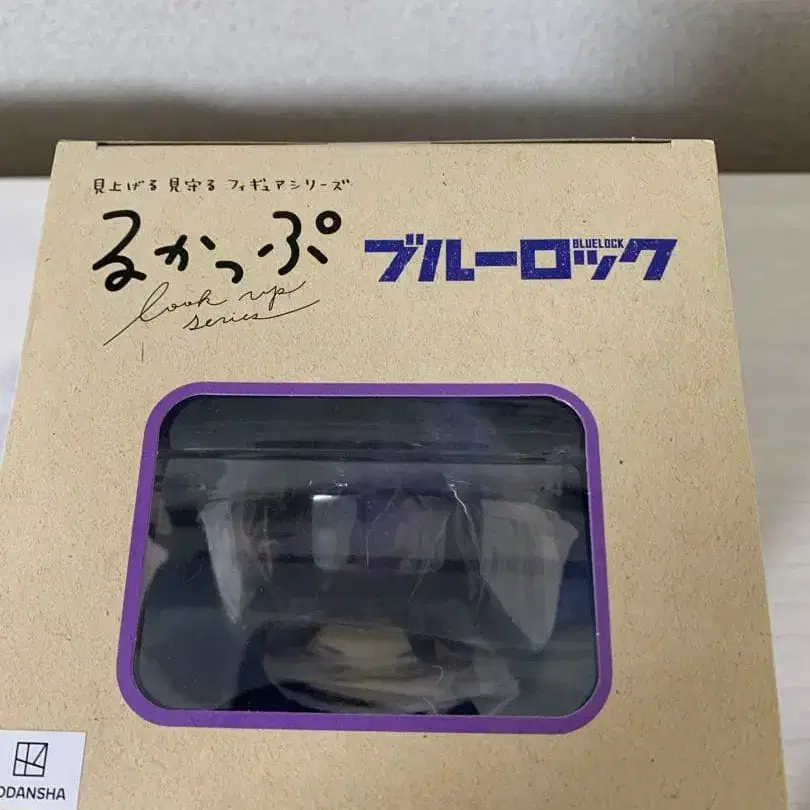 見上げる 見守る フィギュアシリーズ
るかっぷ
look up
series
BLUELOCK
ブルーロック
ODANSHA